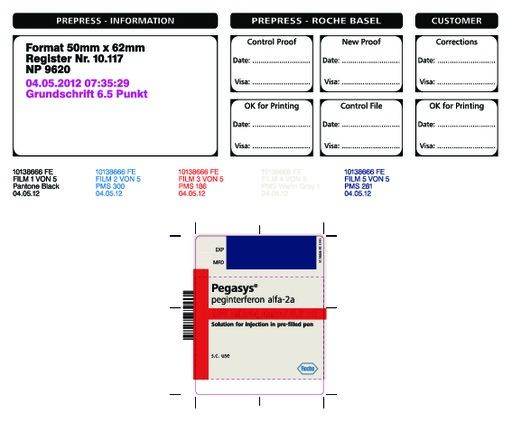 PREPRESS - INFORMATION
PREPRESS - ROCHE BASEL
CUSTOMER
Format 50mm x 62mm
Register Nr. 10.117
NP 9620
04.05.2012 07:35:29
Grundschrift 6.5 Punkt
Control Proof
Date:
Visa:
New Proof
Date:
Visa:
Corrections
Date:
Visa:
OK for Printing
Date:
Visa:
Control File
Date:
Visa:
OK for Printing
Date:
Visa:
10138666 FE
FILM 1 VON 5
Pantone Black
04.05.12
10138666 FE
FILM 2 VON 5
PMS 300
04.05.12
10138666 FE
FILM 3 VON 5
PMS 186
04.05.12
10138666 FE
FILM 4 VON 5
PMS Warm Grey 1
04.05.12
10138666 FE
FILM 5 VON 5
PMS 281
04.05.12
EXP
MFD
Pegasys®
peginterferon alfa-2a
Solution for injection in pre-filled pen
s.c. use
Roche